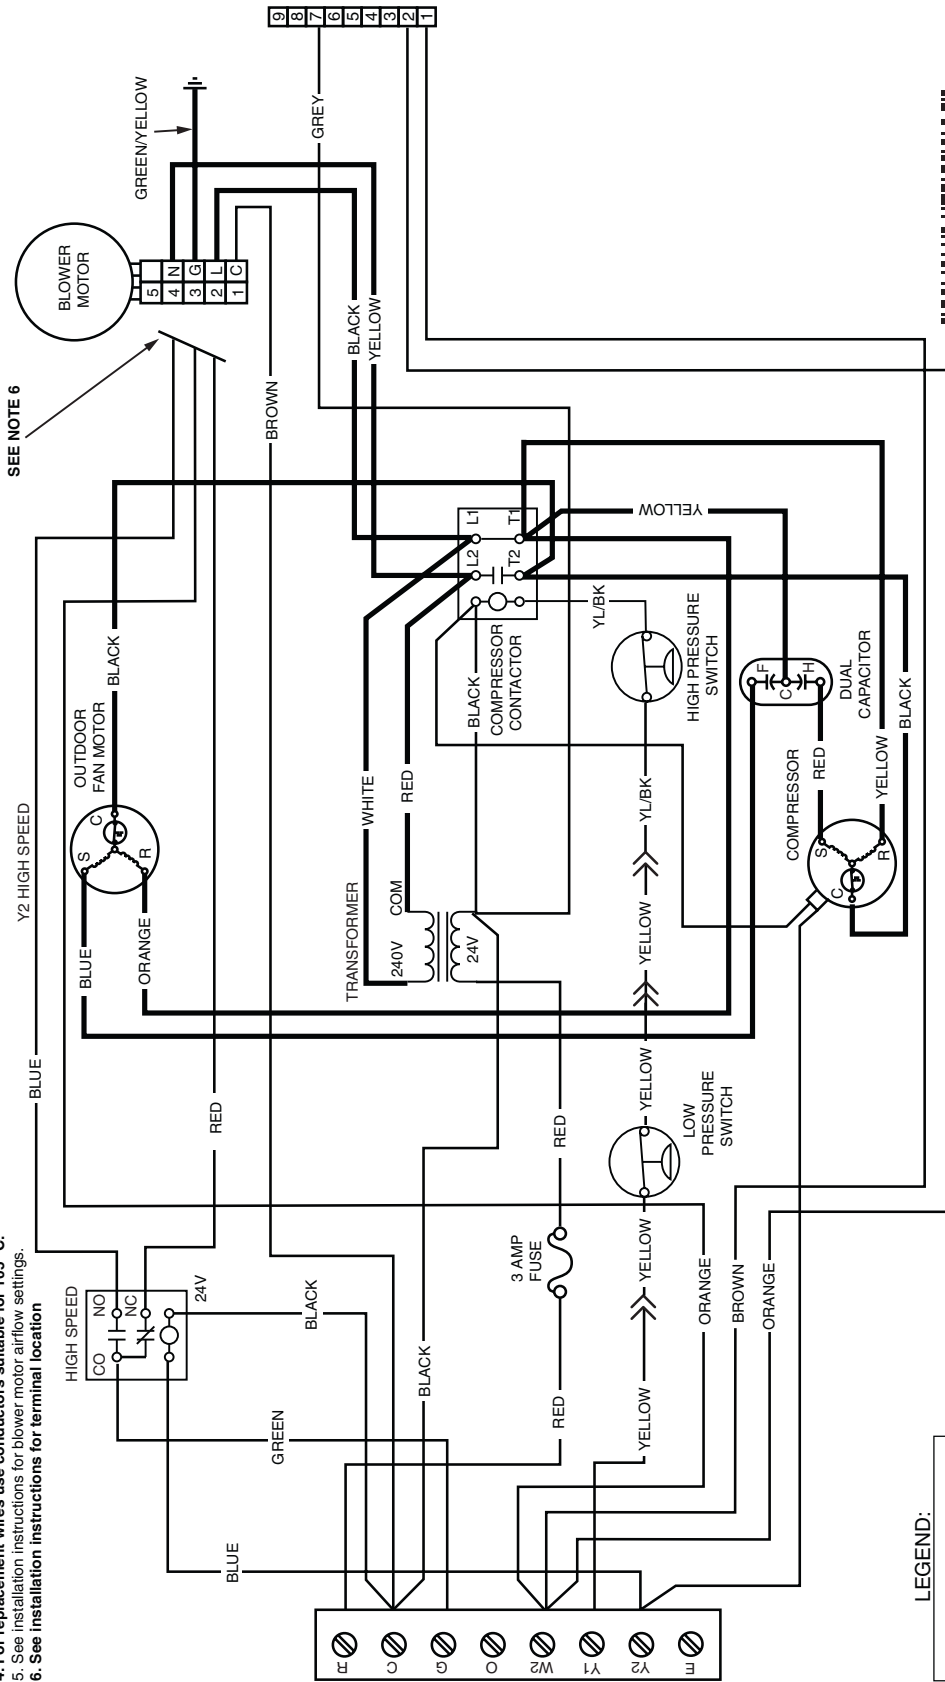 4. For replacement wires use conductors suitable for 105° C.
5. See installation instructions for blower motor airflow settings.
6. See installation instructions for terminal location
SEE NOTE 6
BLOWER
MOTOR
5
4 N
3 G
2 L
1 C
GREEN/YELLOW
9 8 7 6 5 4 3 2 1
GREY
BLACK
YELLOW
BROWN
Y2 HIGH SPEED
BLUE
RED
OUTDOOR
FAN MOTOR
S
C
R
BLACK
BLUE
ORANGE
HIGH SPEED
CO
NO
NC
24V
BLACK
GREEN
BLUE
BLACK
TRANSFORMER
240V
COM
24V
WHITE
RED
BLACK
L2
L1
T2
T1
COMPRESSOR
CONTACTOR
YL/BK
HIGH PRESSURE
SWITCH
YL/BK
YELLOW
YELLOW
LOW
PRESSURE
SWITCH
YELLOW
YELLOW
RED
3 AMP
FUSE
RED
YELLOW
F
C
H
DUAL
CAPACITOR
COMPRESSOR
S
C
R
RED
YELLOW
BLACK
ORANGE
BROWN
ORANGE
R
C
G
O
W2
Y1
Y2
E
LEGEND: